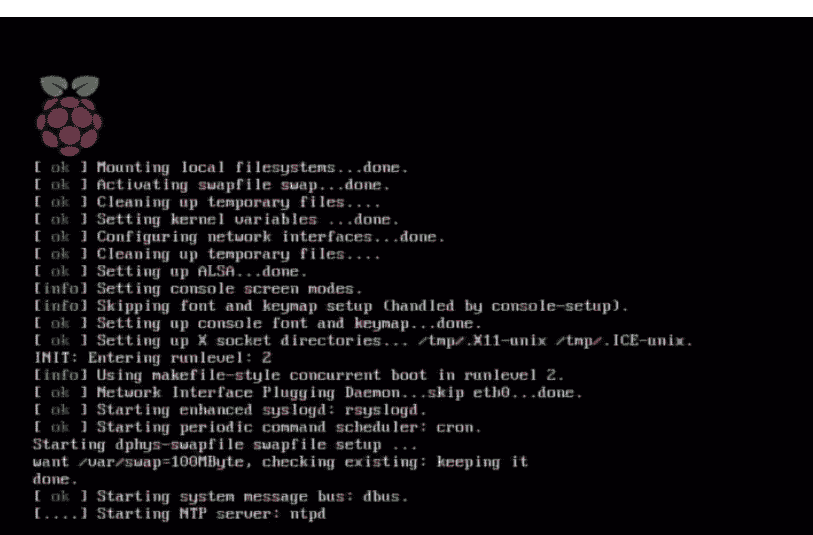 [ ok ] Mounting local filesystems...done.
[ ok ] Activating swapfile swap...done.
[ ok ] Cleaning up temporary files....
[ ok ] Setting kernel variables ...done.
[ ok ] Configuring network interfaces...done.
[ ok ] Cleaning up temporary files....
[ ok ] Setting up ALSA...done.
[info] Setting console screen modes.
[info] Skipping font and keymap setup (handled by console-setup).
[ ok ] Setting up console font and keymap...done.
[ ok ] Setting up X socket directories... /tmp/.X11-unix /tmp/.ICE-unix.
INIT: Entering runlevel: 2
[info] Using makefile-style concurrent boot in runlevel 2.
[ ok ] Network Interface Plugging Daemon...skip eth0...done.
[ ok ] Starting enhanced syslogd: rsyslogd.
[ ok ] Starting periodic command scheduler: cron.
Starting dphys-swapfile swapfile setup ...
want /var/swap=100MByte, checking existing: keeping it
done.
[ ok ] Starting system message bus: dbus.
[....] Starting NTP server: ntpd